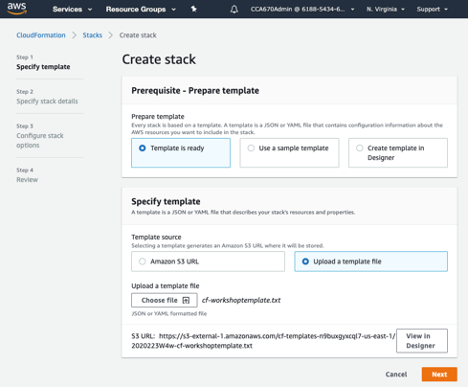 aws Services Resource Groups CCA670Admin @ 6188-5434-6... N. Virginia Support
CloudFormation > Stacks > Create stack
Step 1
Specify template
Step 2
Specify stack details
Step 3
Configure stack
options
Step 4
Review
Create stack
Prerequisite - Prepare template
Prepare template
Every stack is based on a template. A template is a JSON or YAML file that contains configuration information about the
AWS resources you want to include in the stack.
Template is ready
Use a sample template
Create template in
Designer
Specify template
A template is a JSON or YAML file that describes your stack's resources and properties.
Template source
Selecting a template generates an Amazon S3 URL where it will be stored.
Amazon S3 URL
Upload a template file
Upload a template file
Choose file cf-workshoptemplate.txt
JSON or YAML formatted file
S3 URL: https://s3-external-1.amazonaws.com/cf-templates-n9buxgyxcql7-us-east-1/
2020223W4w-cf-workshoptemplate.txt
View in
Designer
Cancel Next